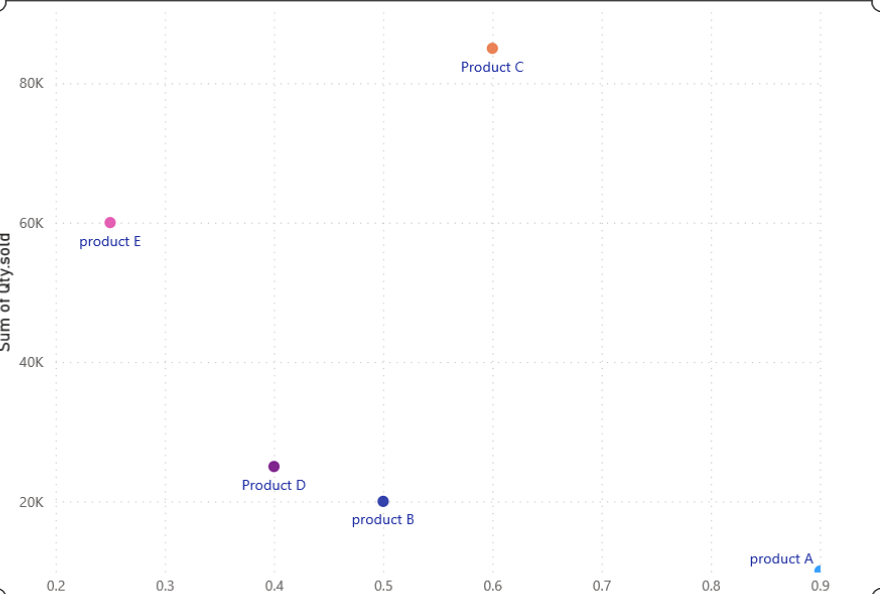 80K
Product C
60K
product E
Sum of Qty.sold
40K
Product D
20K
product B
product A
0.2 0.3 0.4 0.5 0.6 0.7 0.8 0.9